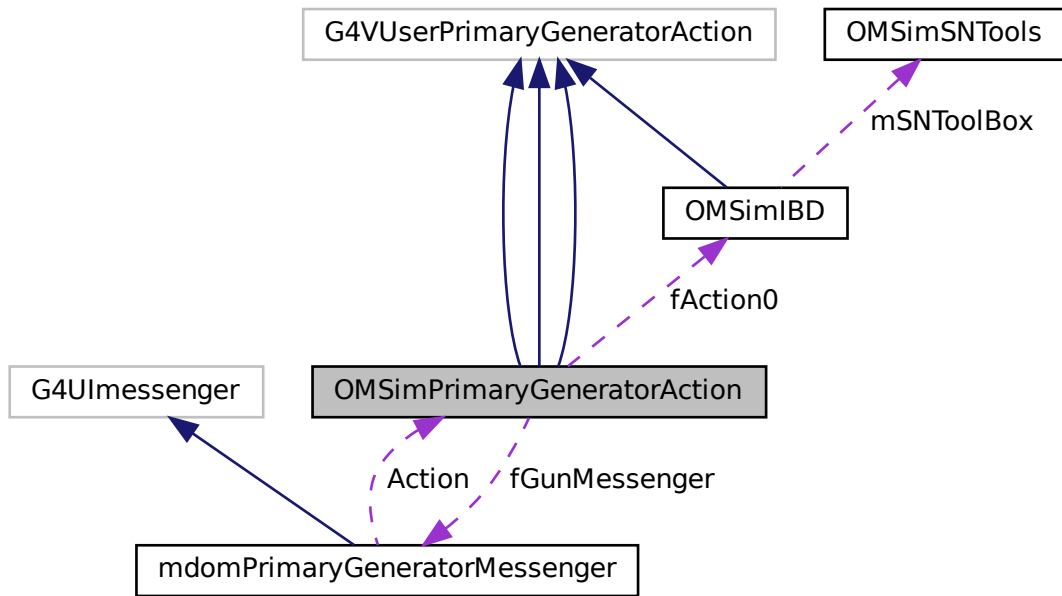 G4VUserPrimaryGeneratorAction
OMSimSNTools
mSNToolBox
OMSimIBD
fAction0
G4UImessenger
OMSimPrimaryGeneratorAction
Action
fGunMessenger
mdomPrimaryGeneratorMessenger